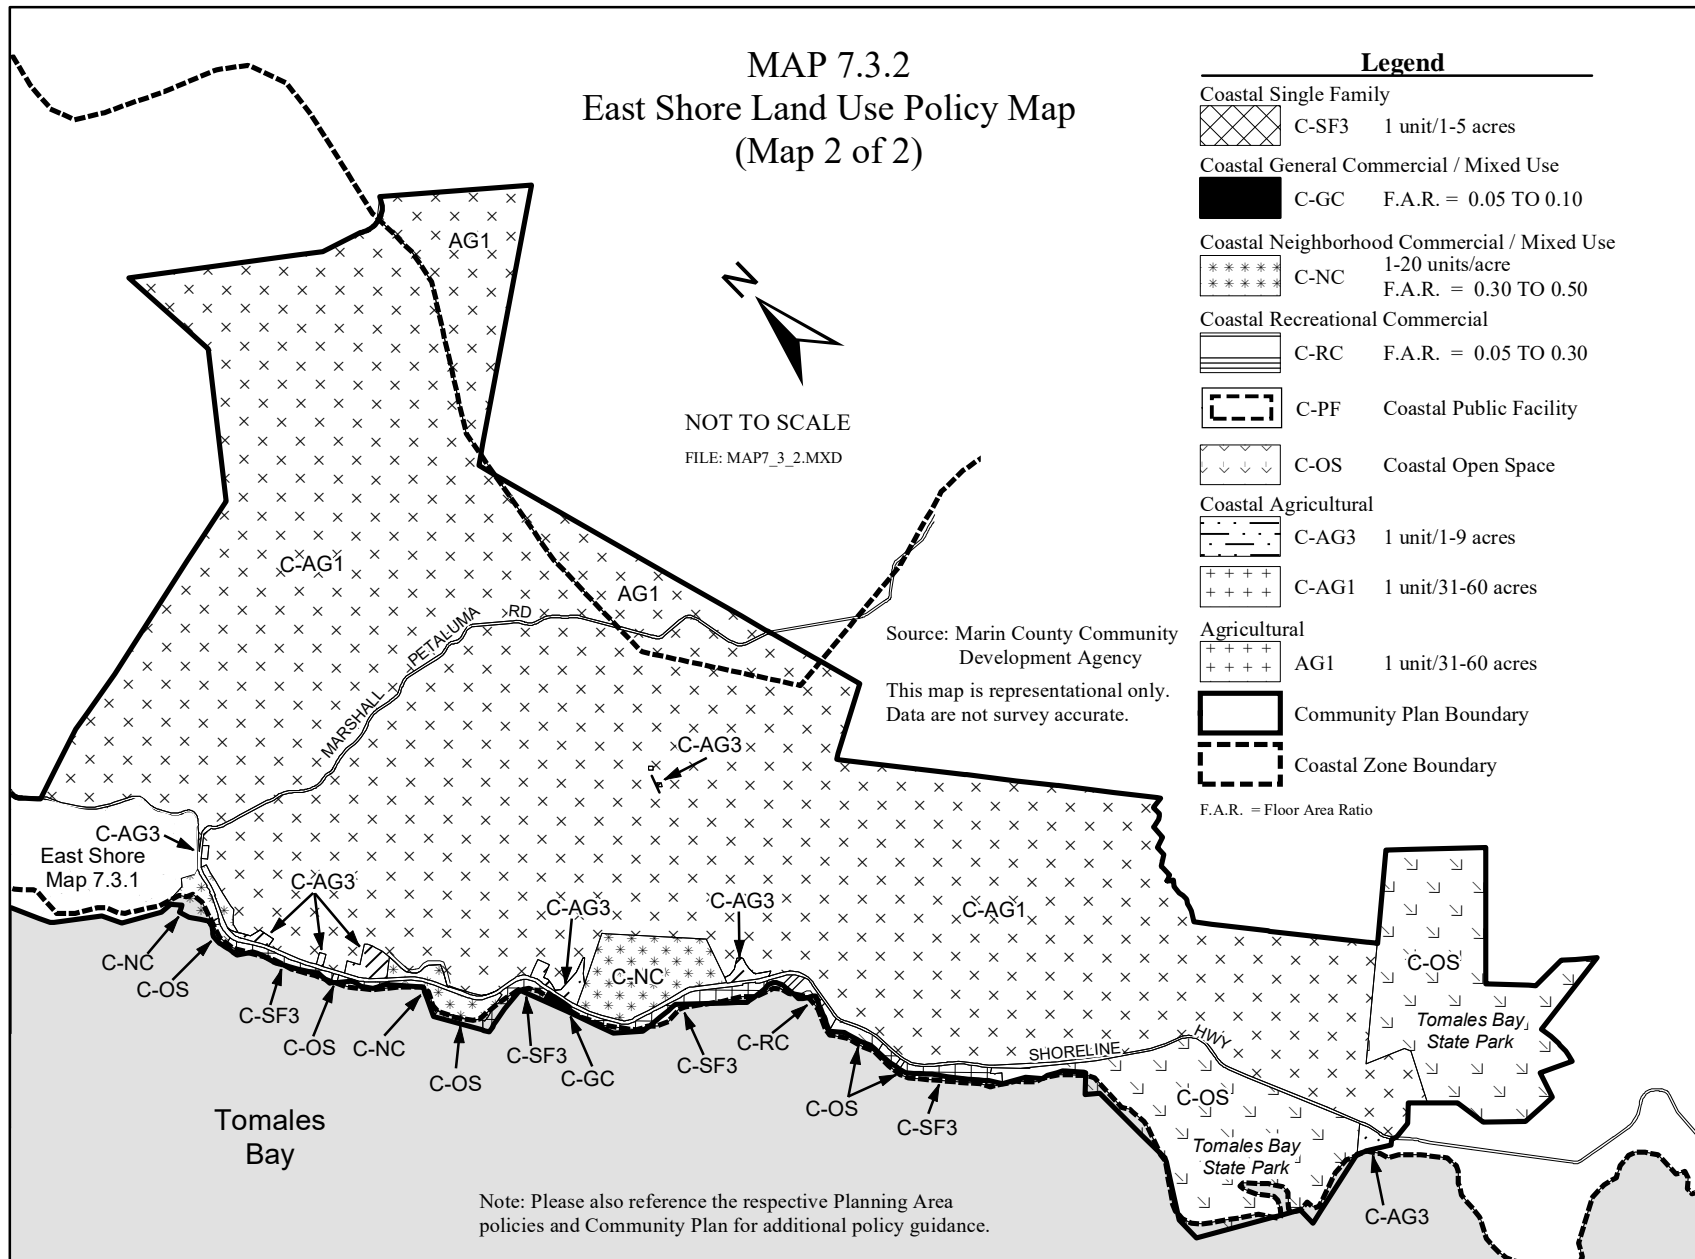 MAP 7.3.2
East Shore Land Use Policy Map
(Map 2 of 2)
Legend
Coastal Single Family
C-SF3 1 unit/1-5 acres
Coastal General Commercial / Mixed Use
C-GC F.A.R. = 0.05 TO 0.10
Coastal Neighborhood Commercial / Mixed Use
C-NC 1-20 units/acre
F.A.R. = 0.30 TO 0.50
Coastal Recreational Commercial
C-RC F.A.R. = 0.05 TO 0.30
C-PF Coastal Public Facility
C-OS Coastal Open Space
Coastal Agricultural
C-AG3 1 unit/1-9 acres
C-AG1 1 unit/31-60 acres
Agricultural
AG1 1 unit/31-60 acres
Community Plan Boundary
Coastal Zone Boundary
F.A.R. = Floor Area Ratio
N
NOT TO SCALE
FILE: MAP7_3_2.MXD
Source: Marin County Community
Development Agency
This map is representational only.
Data are not survey accurate.
AG1
C-AG1
AG1
MARSHALL PETALUMA RD
C-AG3
C-AG3
East Shore
Map 7.3.1
C-AG3
C-AG3
C-AG3
C-AG1
C-NC
C-NC
C-OS
C-SF3
C-OS
C-NC
C-OS
C-SF3
C-GC
C-SF3
C-RC
C-OS
C-SF3
SHORELINE HWY
C-OS
Tomales Bay
State Park
C-OS
Tomales Bay
State Park
C-AG3
Tomales
Bay
Note: Please also reference the respective Planning Area
policies and Community Plan for additional policy guidance.